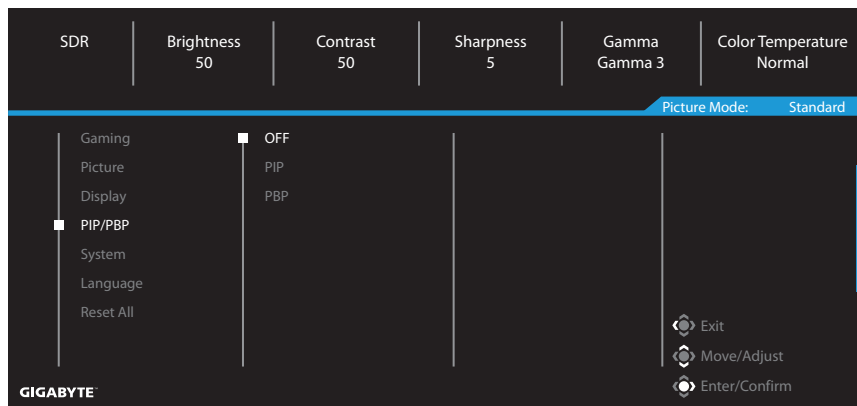 SDR
Brightness
50
Contrast
50
Sharpness
5
Gamma
Gamma 3
Color Temperature
Normal
Picture Mode: Standard
Gaming
Picture
Display
PIP/PBP
System
Language
Reset All
OFF
PIP
PBP
Exit
Move/Adjust
Enter/Confirm
GIGABYTE™